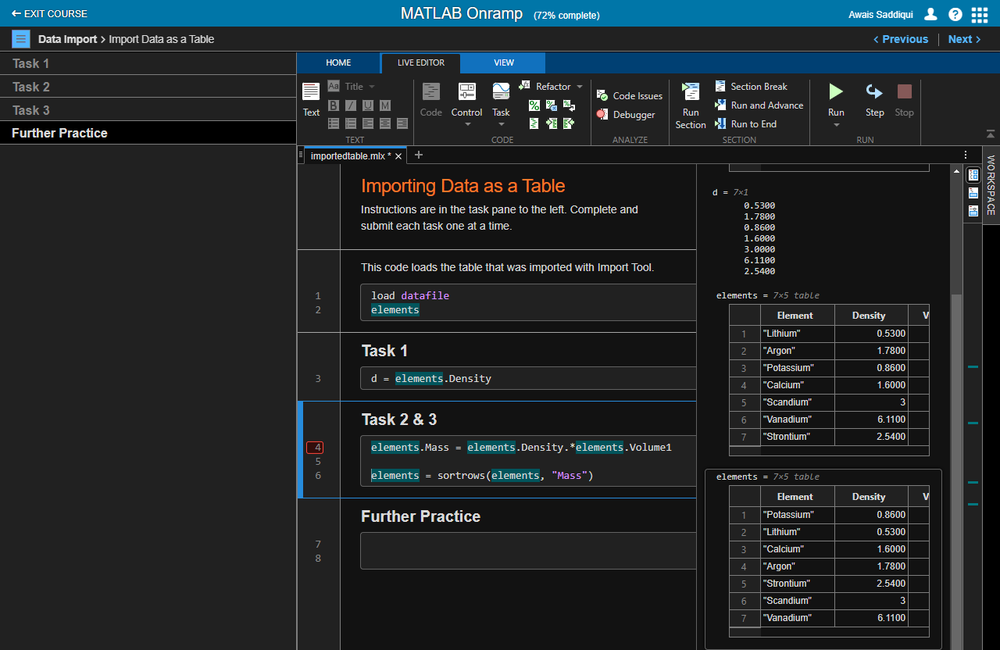 ← EXIT COURSE
MATLAB Onramp (72% complete)
Awais Saddiqui
Data Import > Import Data as a Table
< Previous | Next >
Task 1
Task 2
Task 3
Further Practice
HOME LIVE EDITOR VIEW
Text
Aa Title
B I U M
TEXT
Code Control Task
Refactor
CODE
Code Issues
Debugger
ANALYZE
Run Section
Section Break
Run and Advance
Run to End
SECTION
Run Step Stop
RUN
importedtable.mlx * × +
WORKSPACE
Importing Data as a Table
Instructions are in the task pane to the left. Complete and
submit each task one at a time.
This code loads the table that was imported with Import Tool.
1 load datafile
2 elements
Task 1
3 d = elements.Density
Task 2 & 3
4 elements.Mass = elements.Density.*elements.Volume1
5
6 elements = sortrows(elements, "Mass")
Further Practice
7
8
d = 7×1
0.5300
1.7800
0.8600
1.6000
3.0000
6.1100
2.5400
elements = 7×5 table
Element Density V
1 "Lithium" 0.5300
2 "Argon" 1.7800
3 "Potassium" 0.8600
4 "Calcium" 1.6000
5 "Scandium" 3
6 "Vanadium" 6.1100
7 "Strontium" 2.5400
elements = 7×5 table
Element Density V
1 "Potassium" 0.8600
2 "Lithium" 0.5300
3 "Calcium" 1.6000
4 "Argon" 1.7800
5 "Strontium" 2.5400
6 "Scandium" 3
7 "Vanadium" 6.1100